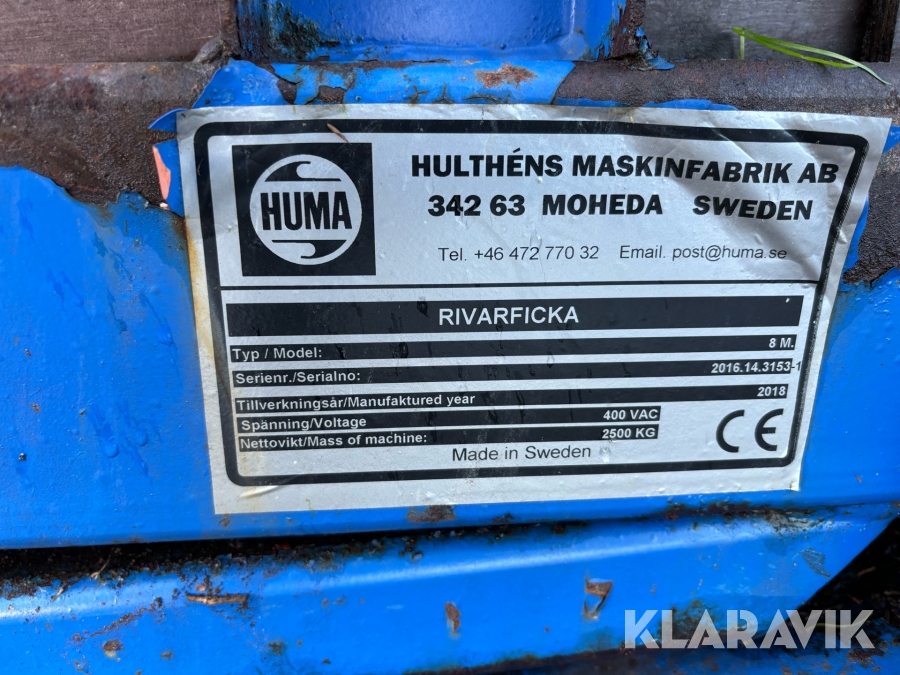 HUMA
HULTHÉNS MASKINFABRIK AB
342 63 MOHEDA SWEDEN
Tel. +46 472 770 32 Email. post@huma.se
RIVARFICKA
Typ / Model: 8 M.
Serienr./Serialno: 2016.14.3153-1
Tillverkningsår/Manufaktured year 2018
Spänning/Voltage 400 VAC
Nettovikt/Mass of machine: 2500 KG
CE
Made in Sweden
KLARAVIK